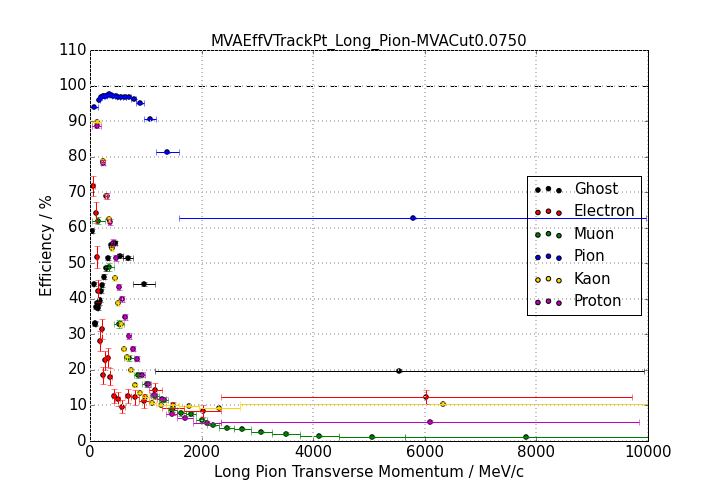 MVAEffVTrackPt_Long_Pion-MVACut0.0750
110
100
90
80
70
60
50
40
30
20
10
0
Efficiency / %
Ghost
Electron
Muon
Pion
Kaon
Proton
0 2000 4000 6000 8000 10000
Long Pion Transverse Momentum / MeV/c